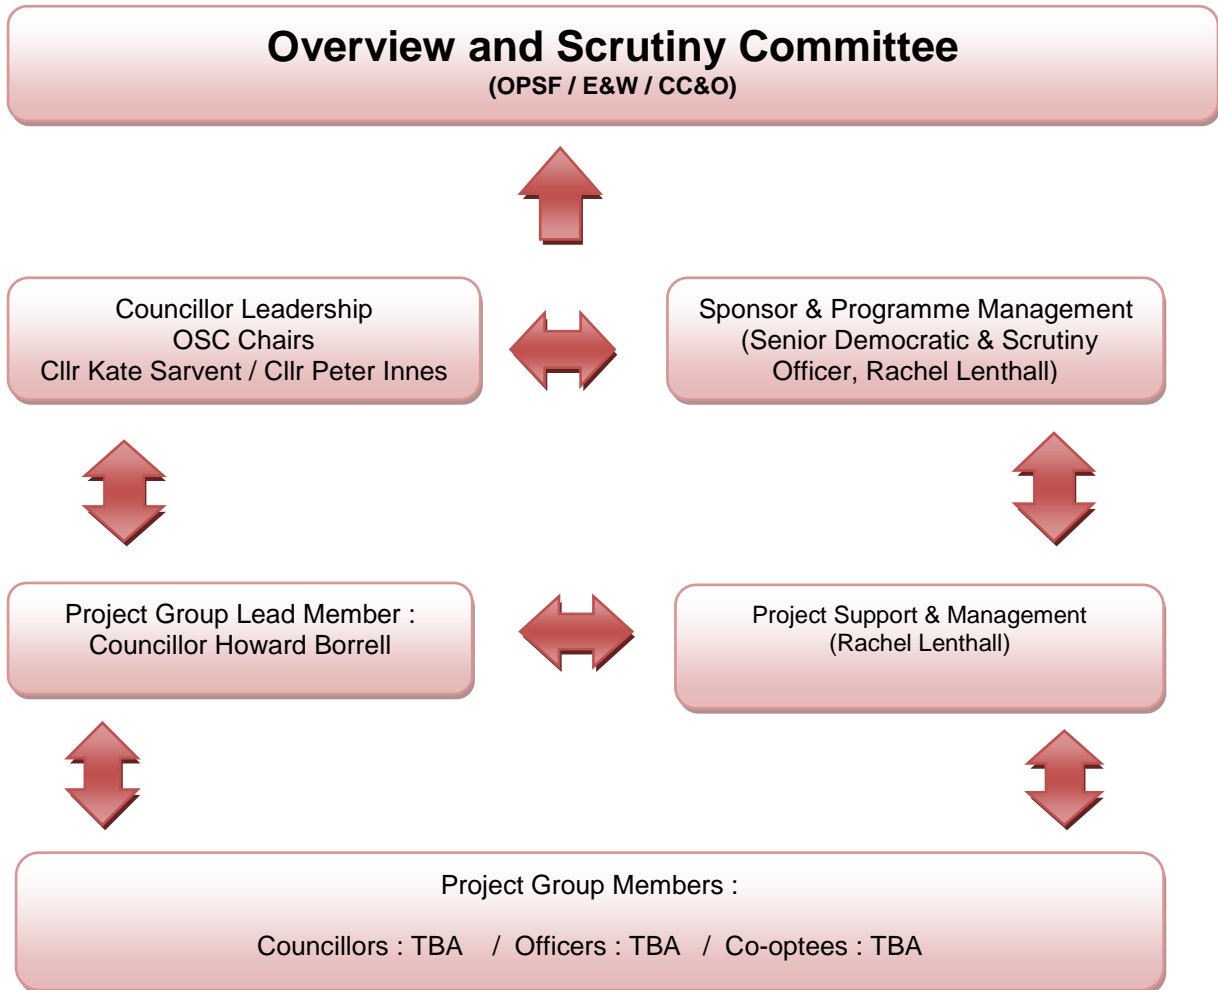 Overview and Scrutiny Committee
(OPSF / E&W / CC&O)
Councillor Leadership
OSC Chairs
Cllr Kate Sarvent / Cllr Peter Innes
Sponsor & Programme Management
(Senior Democratic & Scrutiny
Officer, Rachel Lenthall)
Project Group Lead Member :
Councillor Howard Borrell
Project Support & Management
(Rachel Lenthall)
Project Group Members :
Councillors : TBA / Officers : TBA / Co-optees : TBA